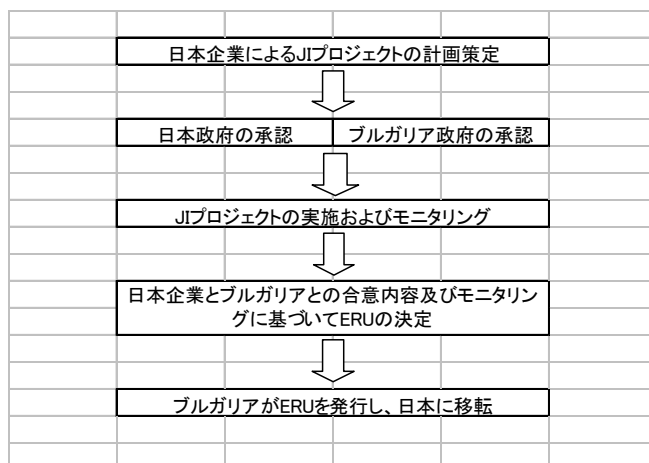 日本企業によるJIプロジェクトの計画策定
日本政府の承認
ブルガリア政府の承認
JIプロジェクトの実施およびモニタリング
日本企業とブルガリアとの合意内容及びモニタリン
グに基づいてERUの決定
ブルガリアがERUを発行し、日本に移転